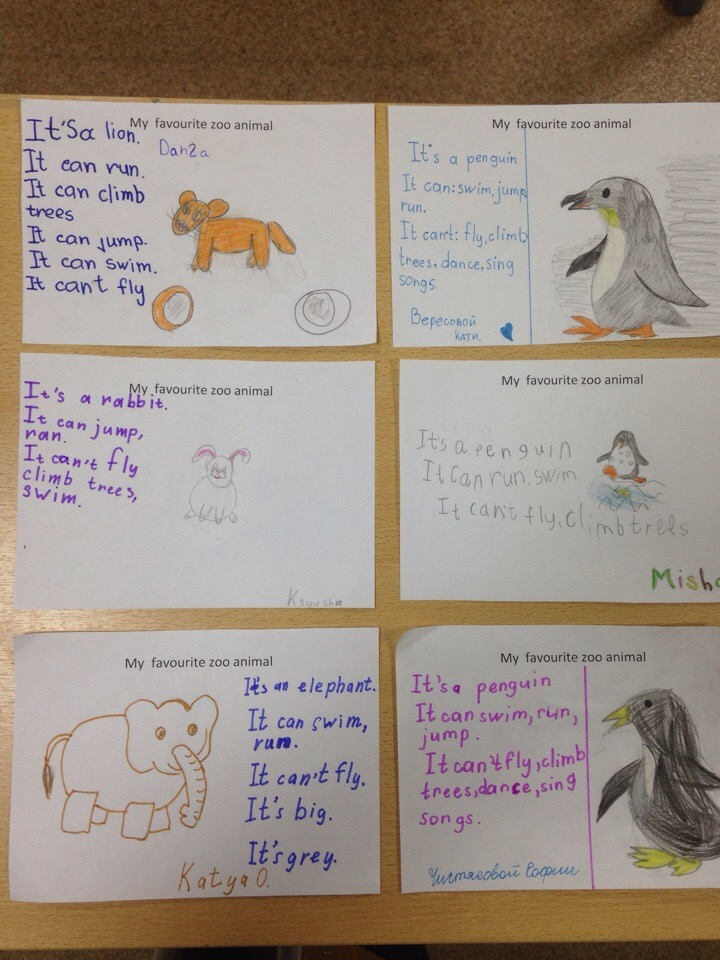 My favourite zoo animal
It'Sa lion.
Danza
It can run.
It can climb
trees
It can jump.
It can swim.
It can't fly
My favourite zoo animal
It's a penguin
It can: swim, jump,
run.
It can't: fly, climb
trees. dance, sing
songs.
Вересовой
Кати.
My favourite zoo animal
It's a rabbit.
It can jump,
ran.
It can't fly
climb trees,
swim.
Ksyusha
My favourite zoo animal
It's a penguin
It Can run. swim
It can't fly, climb trees
Misha
My favourite zoo animal
It's an elephant.
It can swim,
run.
It can't fly.
It's big.
It's grey.
Katya O.
My favourite zoo animal
It's a penguin
It can swim, run,
jump.
It can't fly, climb
trees, dance, sing
songs.
Чистяковой Софии